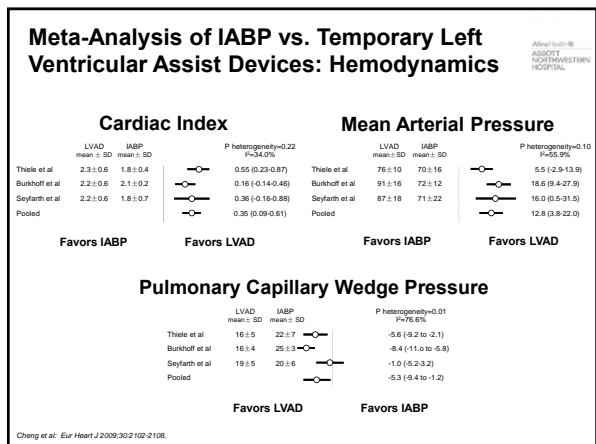 Meta-Analysis of IABP vs. Temporary Left
Ventricular Assist Devices: Hemodynamics
Allina Health
ABBOTT
NORTHWESTERN
HOSPITAL
Cardiac Index
LVAD IABP P heterogeneity=0.22
mean ± SD mean ± SD I²=34.0%
Thiele et al 2.3±0.6 1.8±0.4 0.55 (0.23-0.87)
Burkhoff et al 2.2±0.6 2.1±0.2 0.16 (-0.14-0.46)
Seyfarth et al 2.2±0.6 1.8±0.7 0.36 (-0.16-0.88)
Pooled 0.35 (0.09-0.61)
Favors IABP Favors LVAD
Mean Arterial Pressure
LVAD IABP P heterogeneity=0.10
mean ± SD mean ± SD I²=55.9%
76±10 70±16 5.5 (-2.9-13.9)
91±16 72±12 18.6 (9.4-27.9)
87±18 71±22 16.0 (0.5-31.5)
12.8 (3.8-22.0)
Favors IABP Favors LVAD
Pulmonary Capillary Wedge Pressure
LVAD IABP P heterogeneity=0.01
mean± SD mean± SD I²=76.6%
Thiele et al 16±5 22±7 -5.6 (-9.2 to -2.1)
Burkhoff et al 16±4 25±3 -8.4 (-11.o to -5.8)
Seyfarth et al 19±5 20±6 -1.0 (-5.2-3.2)
Pooled -5.3 (-9.4 to -1.2)
Favors LVAD Favors IABP
Cheng et al: Eur Heart J 2009;30:2102-2108.